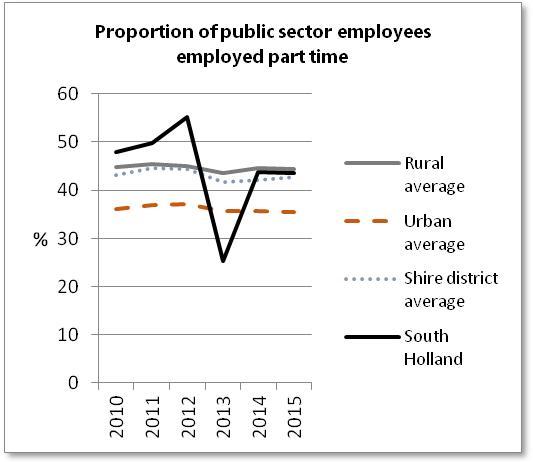 Proportion of public sector employees
employed part time
60
50
40
30
20
10
0
%
2010
2011
2012
2013
2014
2015
Rural
average
Urban
average
Shire district
average
South
Holland